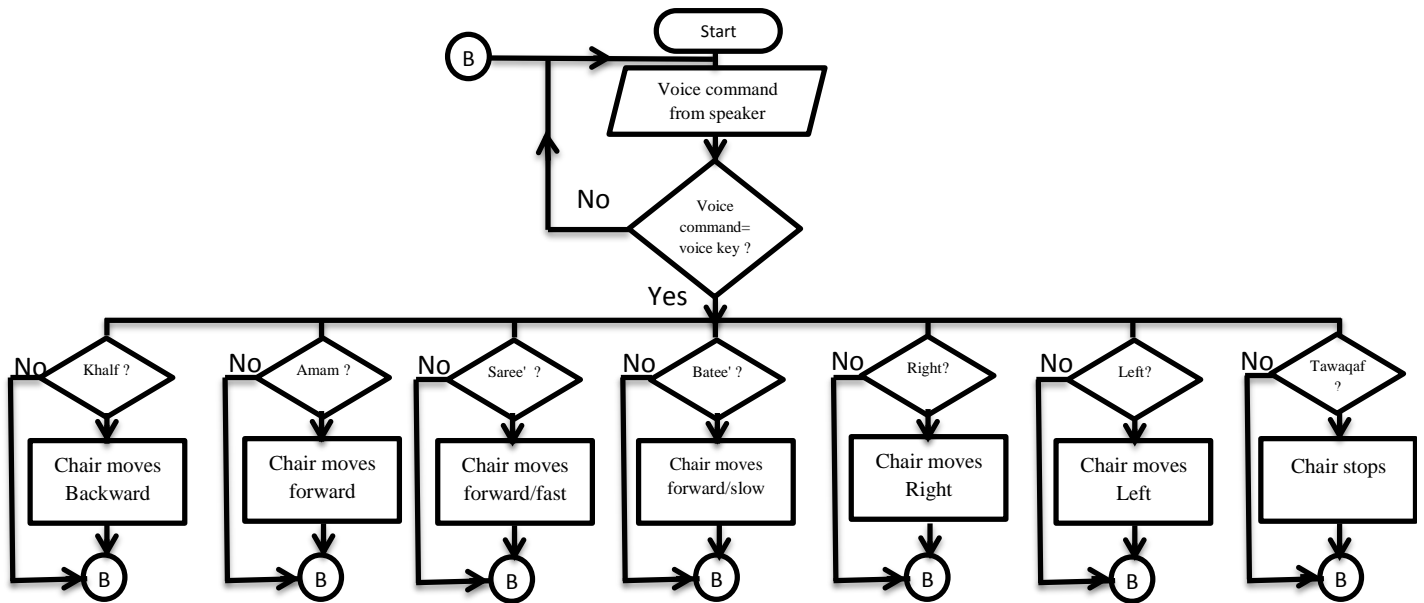 Start
B
Voice command
from speaker
No
Voice
command=
voice key ?
Yes
No
Khalf ?
No
Amam ?
No
Saree' ?
No
Batee' ?
No
Right?
No
Left?
No
Tawaqaf
?
Chair moves
Backward
Chair moves
forward
Chair moves
forward/fast
Chair moves
forward/slow
Chair moves
Right
Chair moves
Left
Chair stops
B
B
B
B
B
B
B